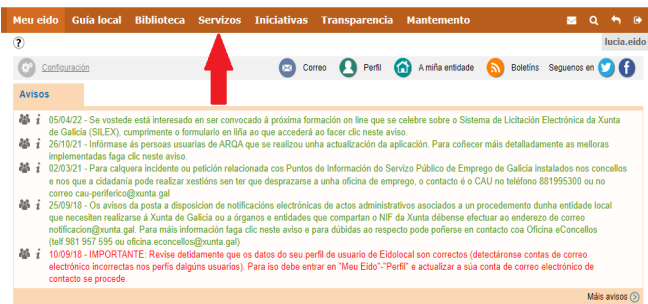 Meu eido Guía local Biblioteca Servizos Iniciativas Transparencia Mantemento
?
lucia.eido
Configuración Correo Perfil A miña entidade Boletíns Seguenos en
Avisos
05/04/22 - Se vostede está interesado en ser convocado á próxima formación on line que se celebre sobre o Sistema de Licitación Electrónica da Xunta
de Galicia (SILEX), cumprimente o formulario en liña ao que accederá ao facer clic neste aviso.
26/10/21 - Infórmase ás persoas usuarias de ARQA que se realizou unha actualización da aplicación. Para coñecer máis detalladamente as melloras
implementadas faga clic neste aviso.
02/03/21 - Para calquera incidente ou petición relacionada cos Puntos de Información do Servizo Público de Emprego de Galicia instalados nos concellos
e nos que a cidadanía pode realizar xestións sen ter que desprazarse a unha oficina de emprego, o contacto é o CAU no teléfono 881995300 ou no
correo cau-periferico@xunta.gal
25/09/18 - Os avisos da posta a disposicion de notificacións electrónicas de actos administrativos asociados a un procedemento dunha entidade local
que necesiten realizarse á Xunta de Galicia ou a órganos e entidades que compartan o NIF da Xunta débense efectuar ao enderezo de correo
notificacion@xunta.gal. Para máis información faga clic neste aviso e para dúbidas ao respecto pode poñerse en contacto coa Oficina eConcellos
(telf.981 957 595 ou oficina.econcellos@xunta.gal)
10/09/18 - IMPORTANTE: Revise detidamente que os datos do seu perfil de usuario de Eidolocal son correctos (detectáronse contas de correo
electrónico incorrectas nos perfís dalgúns usuarios). Para iso debe entrar en "Meu Eido"-"Perfil" e actualizar a súa conta de correo electrónico de
contacto se procede.
Máis avisos